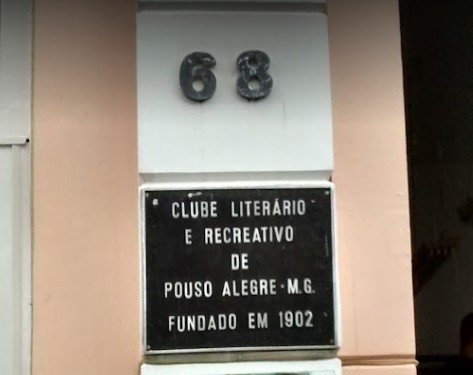 68
CLUBE LITERÁRIO
E RECREATIVO
DE
POUSO ALEGRE·M.G.
FUNDADO EM 1902